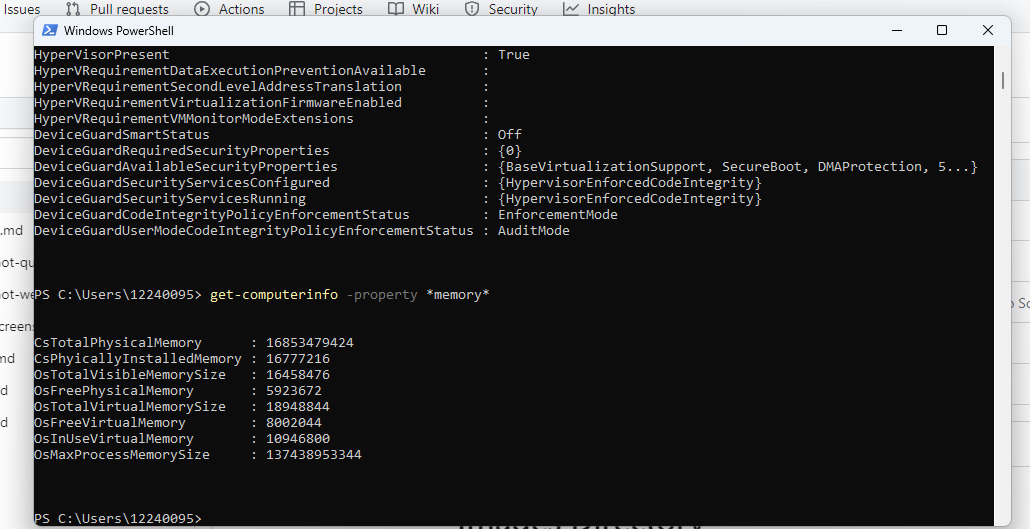 Issues Pull requests Actions Projects Wiki Security Insights
Windows PowerShell
HyperVisorPresent : True
HyperVRequirementDataExecutionPreventionAvailable :
HyperVRequirementSecondLevelAddressTranslation :
HyperVRequirementVirtualizationFirmwareEnabled :
HyperVRequirementVMMonitorModeExtensions :
DeviceGuardSmartStatus : Off
DeviceGuardRequiredSecurityProperties : {0}
DeviceGuardAvailableSecurityProperties : {BaseVirtualizationSupport, SecureBoot, DMAProtection, 5...}
DeviceGuardSecurityServicesConfigured : {HypervisorEnforcedCodeIntegrity}
DeviceGuardSecurityServicesRunning : {HypervisorEnforcedCodeIntegrity}
DeviceGuardCodeIntegrityPolicyEnforcementStatus : EnforcementMode
DeviceGuardUserModeCodeIntegrityPolicyEnforcementStatus : AuditMode
PS C:\Users\12240095> get-computerinfo -property *memory*
CsTotalPhysicalMemory : 16853479424
CsPhyicallyInstalledMemory : 16777216
OsTotalVisibleMemorySize : 16458476
OsFreePhysicalMemory : 5923672
OsTotalVirtualMemorySize : 18948844
OsFreeVirtualMemory : 8002044
OsInUseVirtualMemory : 10946800
OsMaxProcessMemorySize : 137438953344
PS C:\Users\12240095>
.md
ot-qu
ot-we
creens
md
d
d